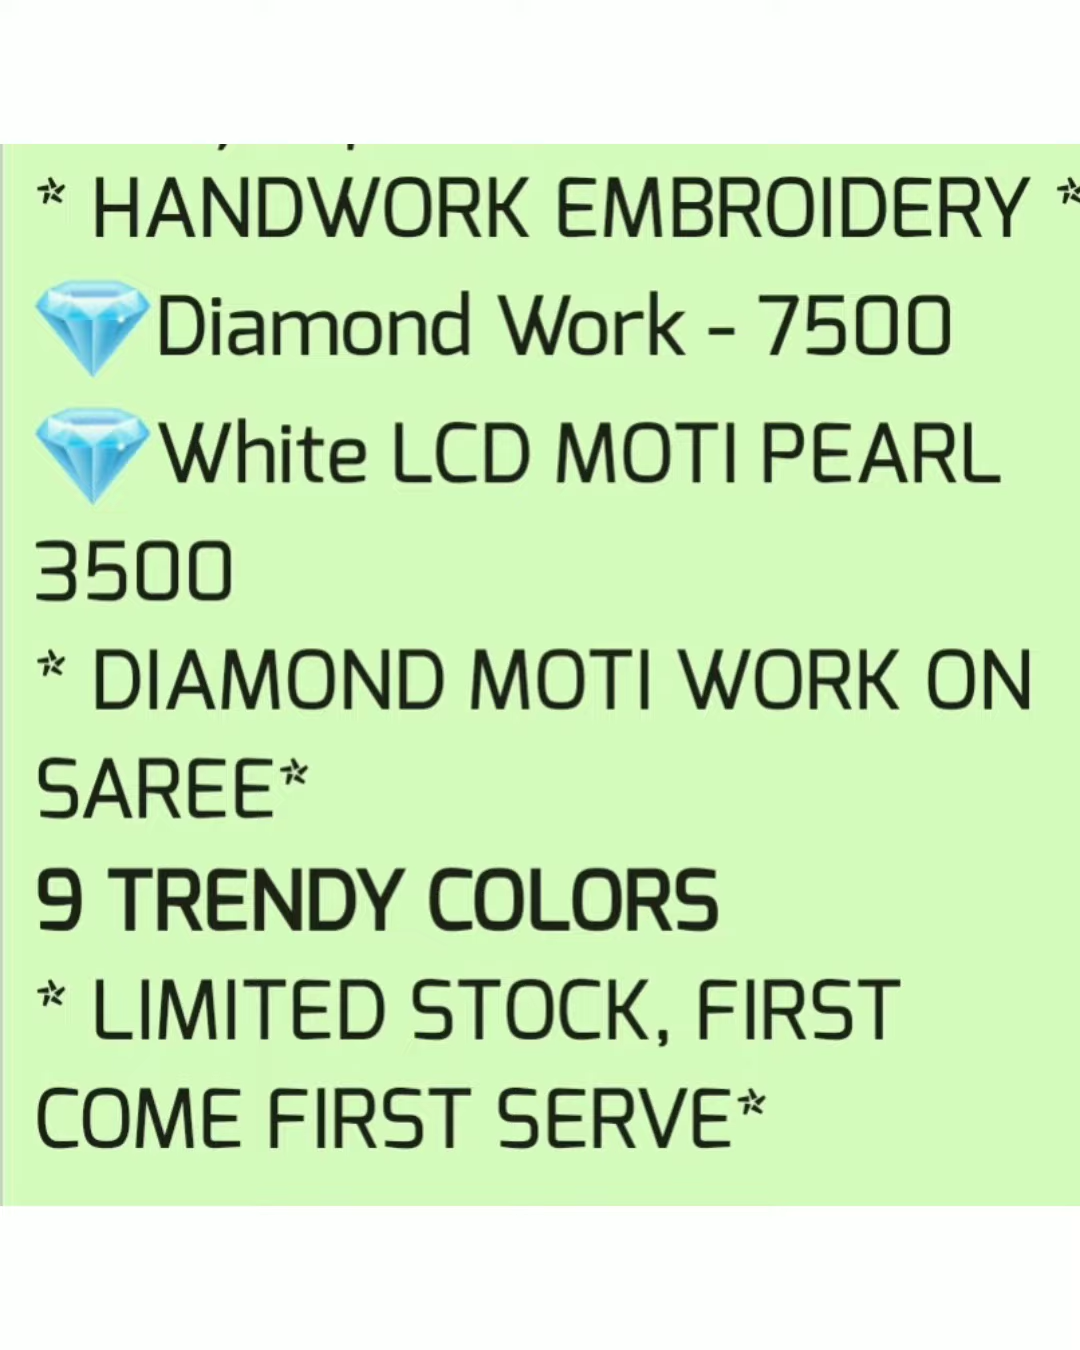 * HANDWORK EMBROIDERY *
💎Diamond Work - 7500
💎White LCD MOTI PEARL
3500
* DIAMOND MOTI WORK ON
SAREE*
9 TRENDY COLORS
* LIMITED STOCK, FIRST
COME FIRST SERVE*